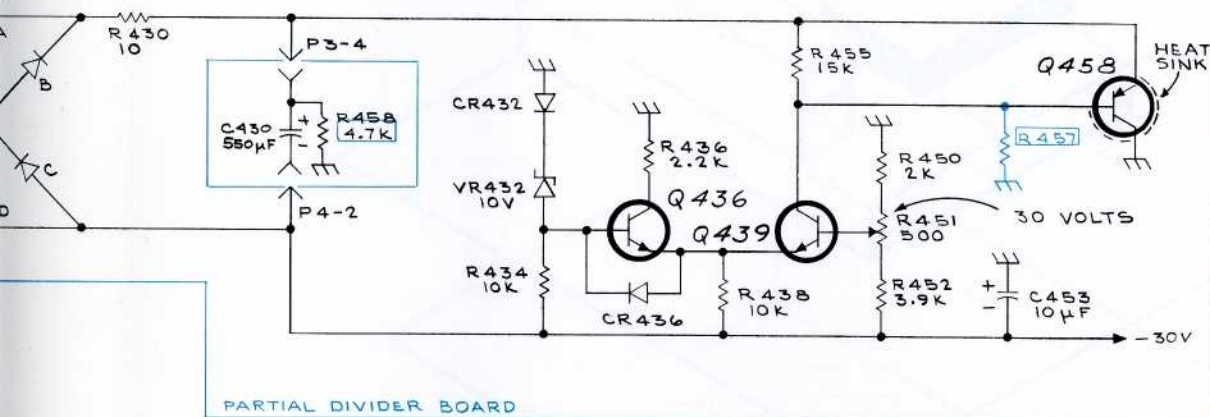 A
R430
10
B
C
D
P3-4
C430
550µF
+
-
R458
4.7K
P4-2
CR432
VR432
10V
R434
10K
R436
2.2K
Q436
Q439
CR436
R438
10K
R455
15K
R450
2K
R451
500
R452
3.9K
30 VOLTS
R457
Q458
HEAT
SINK
+
-
C453
10µF
-30V
PARTIAL DIVIDER BOARD